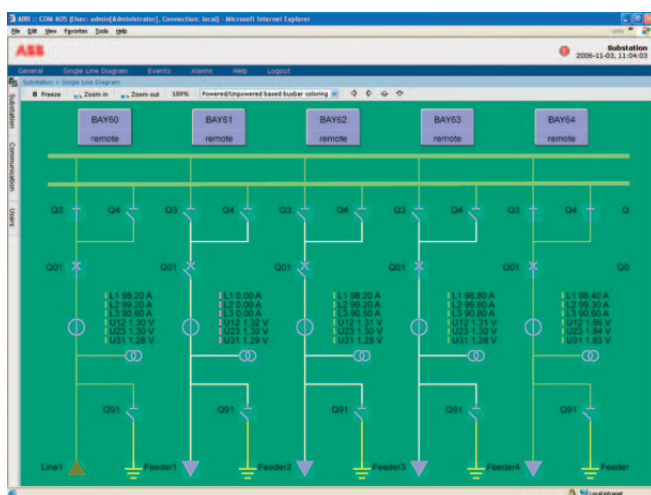 ABB :: COM 605 (User: admin[Administrator], Connection: local) - Microsoft Internet Explorer
File Edit View Favorites Tools Help
Links
ABB
Substation
2006-11-03, 11:04:03
General Single Line Diagram Events Alarms Help Logout
Substation > Single Line Diagram
Freeze Zoom in Zoom out 100% Powered/Unpowered based busbar coloring
Substation
Communication
Users
BAY60 BAY61 BAY62 BAY63 BAY64
remote remote remote remote remote
Q3 Q4 Q3 Q4 Q3 Q4 Q3 Q4 Q3 Q4 Q
Q01 Q01 Q01 Q01 Q01 Q0
L1 98,20 A L1 0,00 A L1 98,20 A L1 98,80 A L1 98,40 A
L2 99,20 A L2 0,00 A L2 99,20 A L2 99,60 A L2 99,30 A
L3 90,60 A L3 0,00 A L3 90,50 A L3 90,80 A L3 90,60 A
U12 1,30 V U12 1,32 V U12 1,31 V U12 1,31 V U12 1,86 V
U23 1,30 V U23 1,30 V U23 1,30 V U23 1,30 V U23 1,84 V
U31 1,28 V U31 1,29 V U31 1,28 V U31 1,28 V U31 1,83 V
Q91 Q91 Q91 Q91 Q91
Line1 Feeder1 Feeder2 Feeder3 Feeder4 Feeder
Local intranet